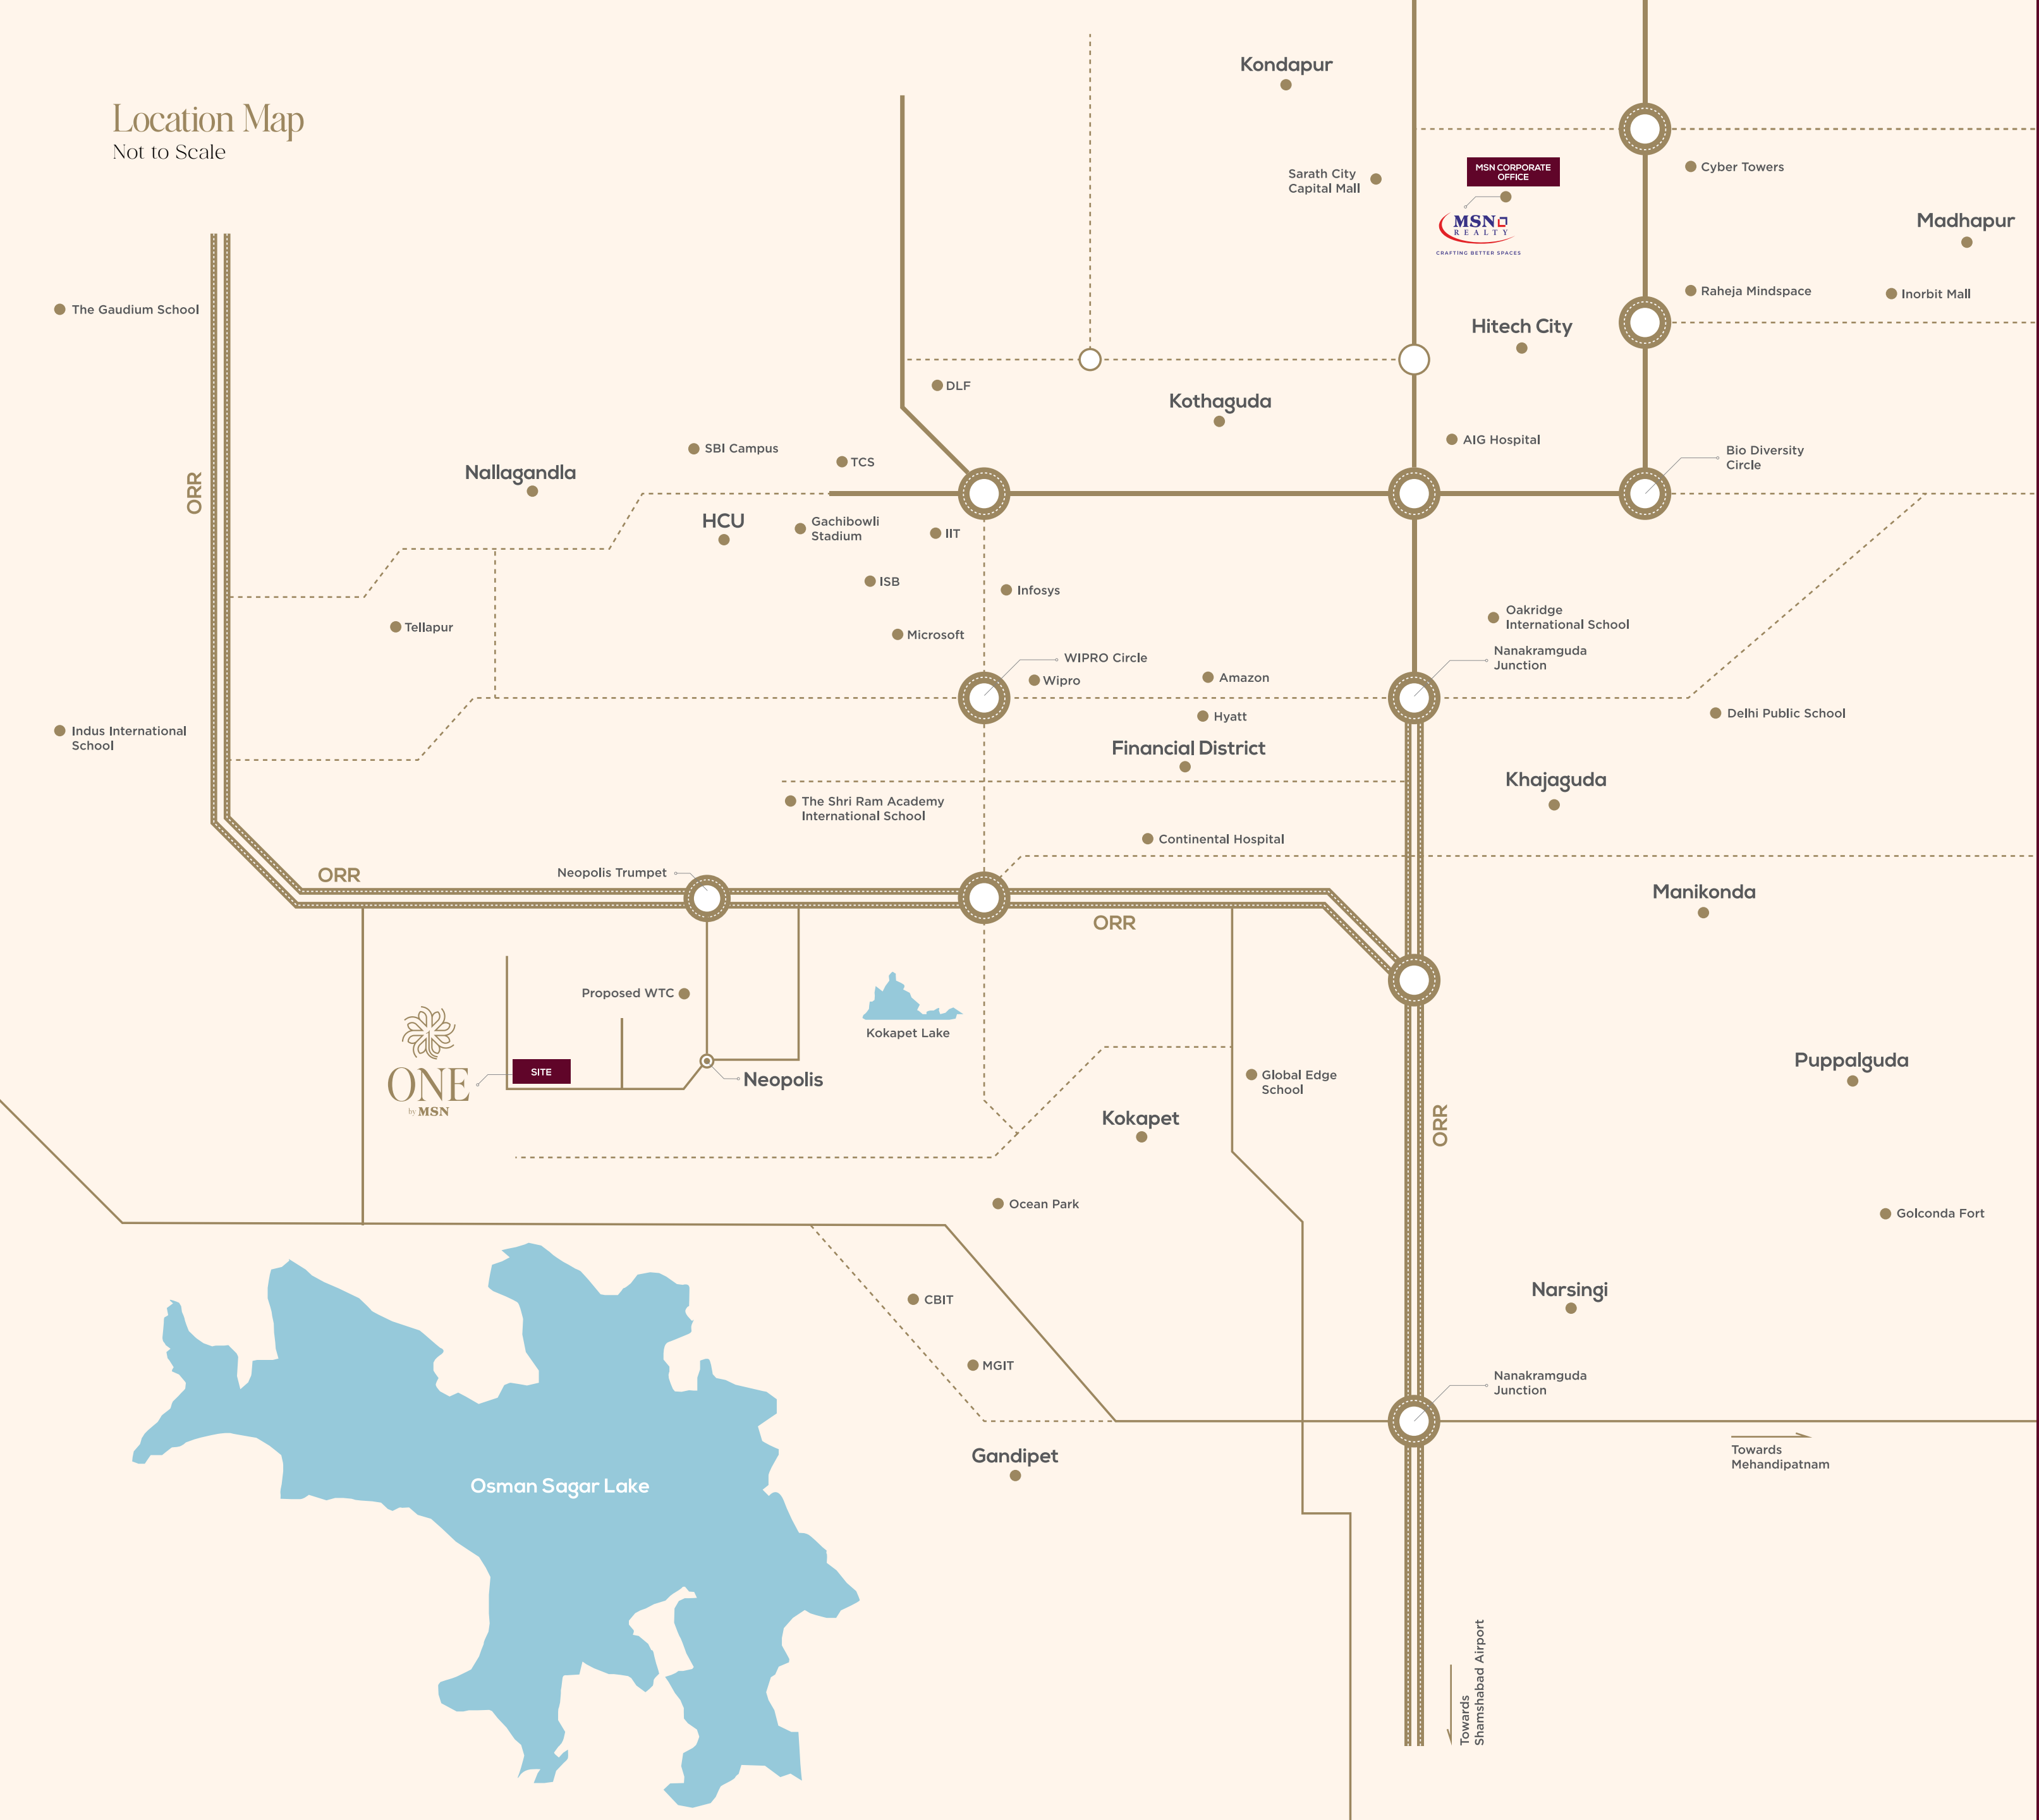 Location Map
Not to Scale
Kondapur
Sarath City
Capital Mall
MSN CORPORATE
OFFICE
MSN
REALTY
CRAFTING BETTER SPACES
Cyber Towers
Madhapur
Raheja Mindspace
Inorbit Mall
The Gaudium School
Hitech City
DLF
Kothaguda
AIG Hospital
Bio Diversity
Circle
SBI Campus
TCS
Nallagandla
ORR
HCU
Gachibowli
Stadium
IIT
ISB
Infosys
Tellapur
Microsoft
Oakridge
International School
WIPRO Circle
Nanakramguda
Junction
Wipro
Amazon
Hyatt
Delhi Public School
Indus International
School
Financial District
Khajaguda
The Shri Ram Academy
International School
Continental Hospital
ORR
Neopolis Trumpet
Manikonda
ORR
Proposed WTC
Kokapet Lake
ONE
by MSN
SITE
Neopolis
Global Edge
School
Puppalguda
Kokapet
ORR
Ocean Park
Golconda Fort
CBIT
Narsingi
MGIT
Nanakramguda
Junction
Gandipet
Towards
Mehandipatnam
Osman Sagar Lake
Towards
Shamshabad Airport